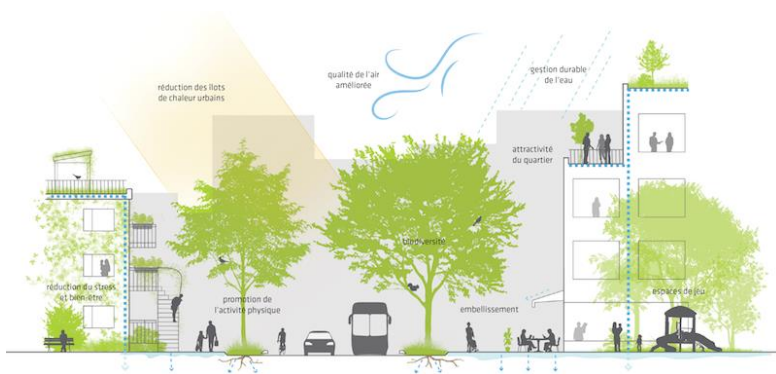 réduction des îlots
de chaleur urbains
qualité de l'air
améliorée
gestion durable
de l'eau
attractivité
du quartier
biodiversité
réduction du stress
et bien-être
promotion de
l'activité physique
embellissement
espaces de jeu